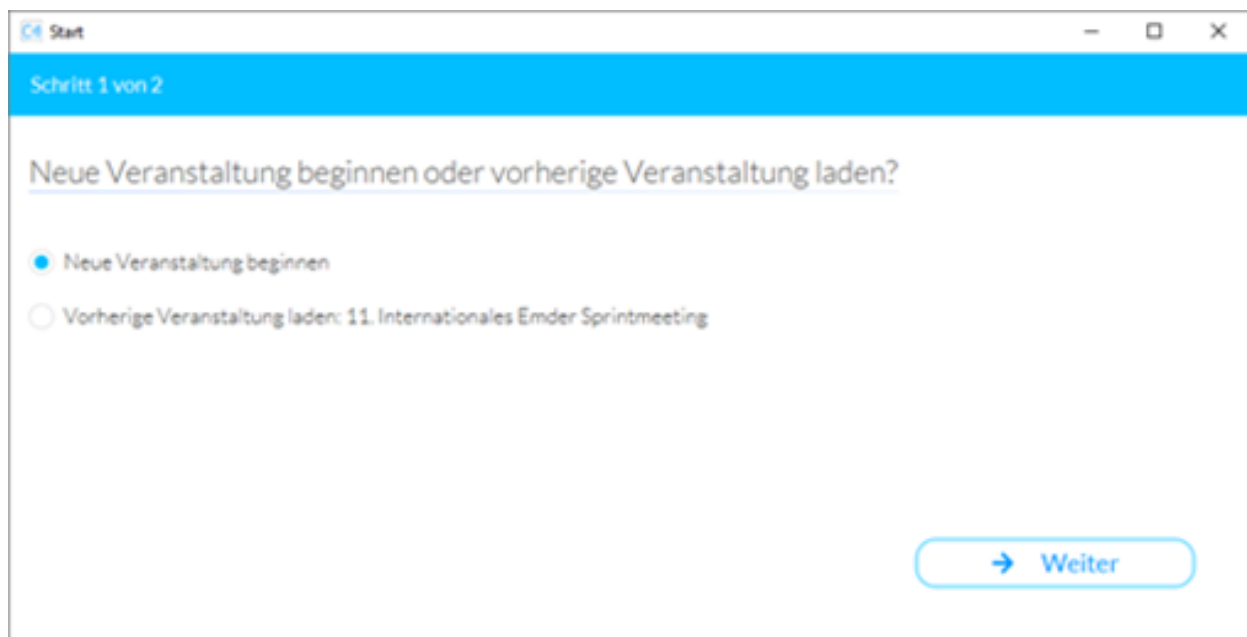 Start
Schritt 1 von 2
Neue Veranstaltung beginnen oder vorherige Veranstaltung laden?
Neue Veranstaltung beginnen
Vorherige Veranstaltung laden: 11. Internationales Emder Sprintmeeting
Weiter